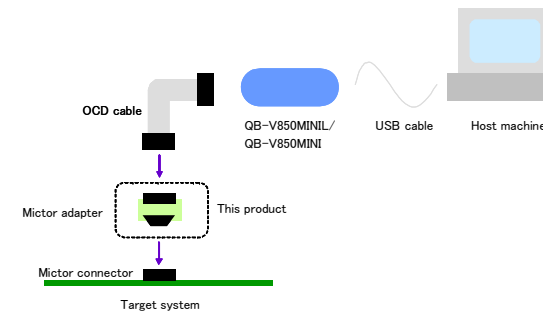 OCD cable
QB-V850MINIL/
QB-V850MINI
USB cable
Host machine
Mictor adapter
This product
Mictor connector
Target system